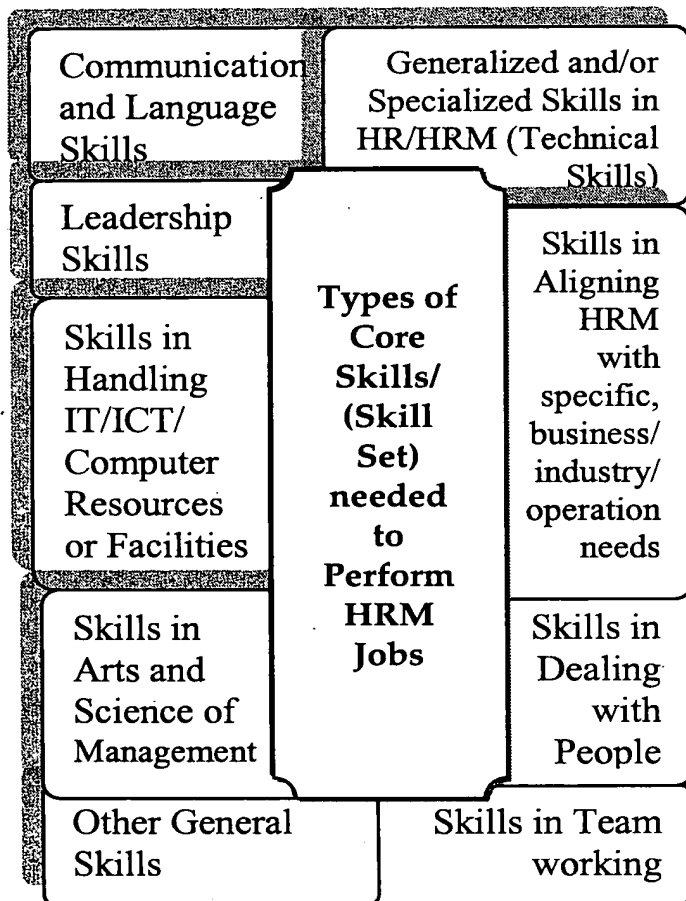 Communication
and Language
Skills
Generalized and/or
Specialized Skills in
HR/HRM (Technical
Skills)
Leadership
Skills
Skills in
Handling
IT/ICT/
Computer
Resources
or Facilities
Types of
Core
Skills/
(Skill
Set)
needed
to
Perform
HRM
Jobs
Skills in
Aligning
HRM
with
specific,
business/
industry/
operation
needs
Skills in
Arts and
Science of
Management
Skills in
Dealing
with
People
Other General
Skills
Skills in Team
working